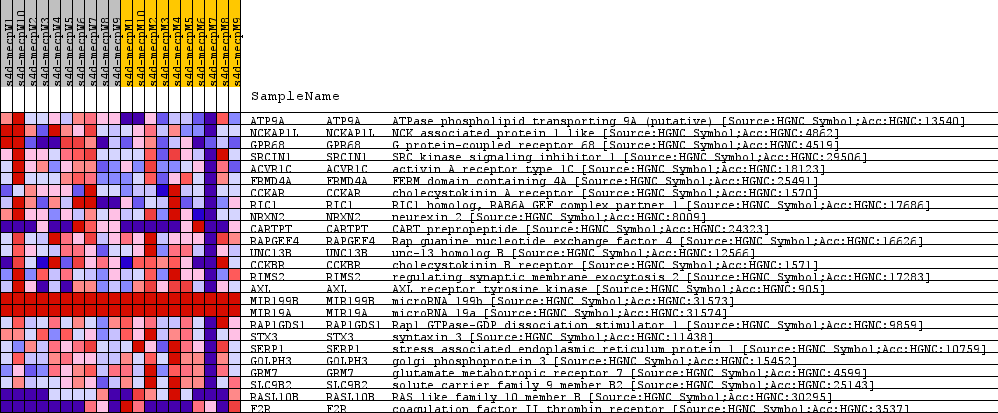 s4d-mecpW1
s4d-mecpW10
s4d-mecpW2
s4d-mecpW3
s4d-mecpW4
s4d-mecpW5
s4d-mecpW6
s4d-mecpW7
s4d-mecpW8
s4d-mecpW9
s4d-mecpM1
s4d-mecpM10
s4d-mecpM2
s4d-mecpM3
s4d-mecpM4
s4d-mecpM5
s4d-mecpM6
s4d-mecpM7
s4d-mecpM8
s4d-mecpM9
SampleName
ATP9A ATP9A ATPase phospholipid transporting 9A (putative) [Source:HGNC Symbol;Acc:HGNC:13540]
NCKAP1L NCKAP1L NCK associated protein 1 like [Source:HGNC Symbol;Acc:HGNC:4862]
GPR68 GPR68 G protein-coupled receptor 68 [Source:HGNC Symbol;Acc:HGNC:4519]
SRCIN1 SRCIN1 SRC kinase signaling inhibitor 1 [Source:HGNC Symbol;Acc:HGNC:29506]
ACVR1C ACVR1C activin A receptor type 1C [Source:HGNC Symbol;Acc:HGNC:18123]
FRMD4A FRMD4A FERM domain containing 4A [Source:HGNC Symbol;Acc:HGNC:25491]
CCKAR CCKAR cholecystokinin A receptor [Source:HGNC Symbol;Acc:HGNC:1570]
RIC1 RIC1 RIC1 homolog, RAB6A GEF complex partner 1 [Source:HGNC Symbol;Acc:HGNC:17686]
NRXN2 NRXN2 neurexin 2 [Source:HGNC Symbol;Acc:HGNC:8009]
CARTPT CARTPT CART prepropeptide [Source:HGNC Symbol;Acc:HGNC:24323]
RAPGEF4 RAPGEF4 Rap guanine nucleotide exchange factor 4 [Source:HGNC Symbol;Acc:HGNC:16626]
UNC13B UNC13B unc-13 homolog B [Source:HGNC Symbol;Acc:HGNC:12566]
CCKBR CCKBR cholecystokinin B receptor [Source:HGNC Symbol;Acc:HGNC:1571]
RIMS2 RIMS2 regulating synaptic membrane exocytosis 2 [Source:HGNC Symbol;Acc:HGNC:17283]
AXL AXL AXL receptor tyrosine kinase [Source:HGNC Symbol;Acc:HGNC:905]
MIR199B MIR199B microRNA 199b [Source:HGNC Symbol;Acc:HGNC:31573]
MIR19A MIR19A microRNA 19a [Source:HGNC Symbol;Acc:HGNC:31574]
RAP1GDS1 RAP1GDS1 Rap1 GTPase-GDP dissociation stimulator 1 [Source:HGNC Symbol;Acc:HGNC:9859]
STX3 STX3 syntaxin 3 [Source:HGNC Symbol;Acc:HGNC:11438]
SERP1 SERP1 stress associated endoplasmic reticulum protein 1 [Source:HGNC Symbol;Acc:HGNC:10759]
GOLPH3 GOLPH3 golgi phosphoprotein 3 [Source:HGNC Symbol;Acc:HGNC:15452]
GRM7 GRM7 glutamate metabotropic receptor 7 [Source:HGNC Symbol;Acc:HGNC:4599]
SLC9B2 SLC9B2 solute carrier family 9 member B2 [Source:HGNC Symbol;Acc:HGNC:25143]
RASL10B RASL10B RAS like family 10 member B [Source:HGNC Symbol;Acc:HGNC:30295]
F2R F2R coagulation factor II thrombin receptor [Source:HGNC Symbol;Acc:HGNC:3537]